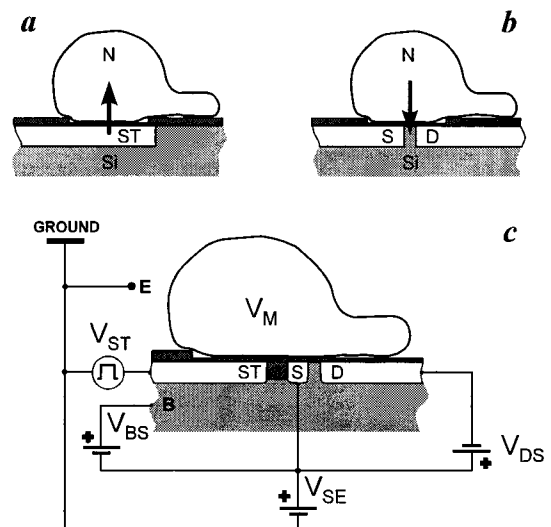 a
b
N
N
ST
S D
Si
Si
GROUND
c
E
V_M
V_ST
ST S D
B
+ V_BS
V_DS
+
+ V_SE